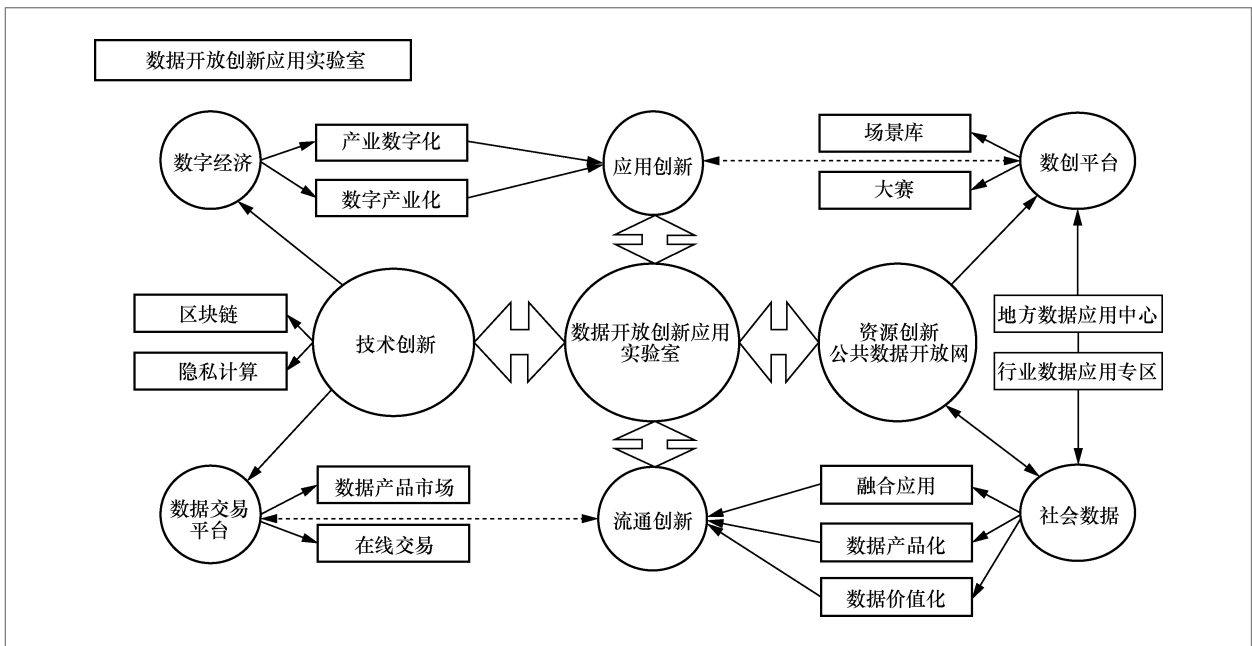 数据开放创新应用实验室
数字经济
产业数字化
数字产业化
应用创新
场景库
大赛
数创平台
区块链
隐私计算
技术创新
数据开放创新应用
实验室
资源创新
公共数据开放网
地方数据应用中心
行业数据应用专区
数据交易
平台
数据产品市场
在线交易
流通创新
融合应用
数据产品化
数据价值化
社会数据